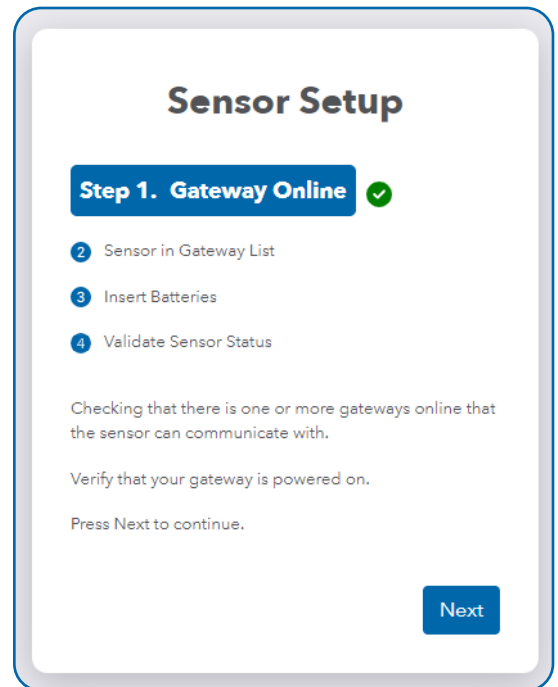 Sensor Setup
Step 1. Gateway Online
2 Sensor in Gateway List
3 Insert Batteries
4 Validate Sensor Status
Checking that there is one or more gateways online that
the sensor can communicate with.
Verify that your gateway is powered on.
Press Next to continue.
Next